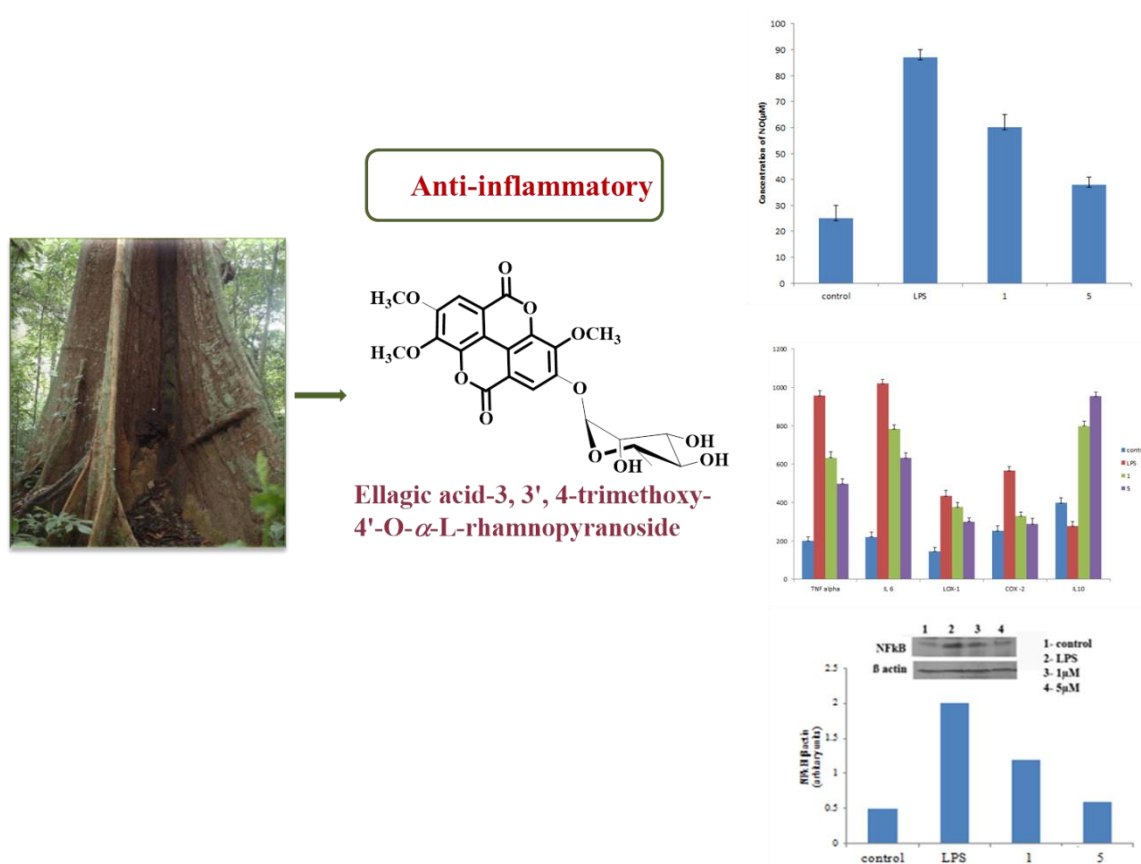 Anti-inflammatory
O
H₃CO
O
H₃CO
OCH₃
O
O
O
O
OH
OH
OH
Ellagic acid-3, 3', 4-trimethoxy-
4'-O-α-L-rhamnopyranoside
Concentration of NO(µM)
100
90
80
70
60
50
40
30
20
10
0
control LPS 1 5
1200
1000
800
600
400
200
0
TNF alpha IL 6 LOX-1 COX -2 IL10
LPS
1
5
1 2 3 4
NFkB
ß actin
1- control
2- LPS
3- 1µM
4- 5µM
(arbitrary units)
2.5
2
1.5
1
0.5
0
control LPS 1 5